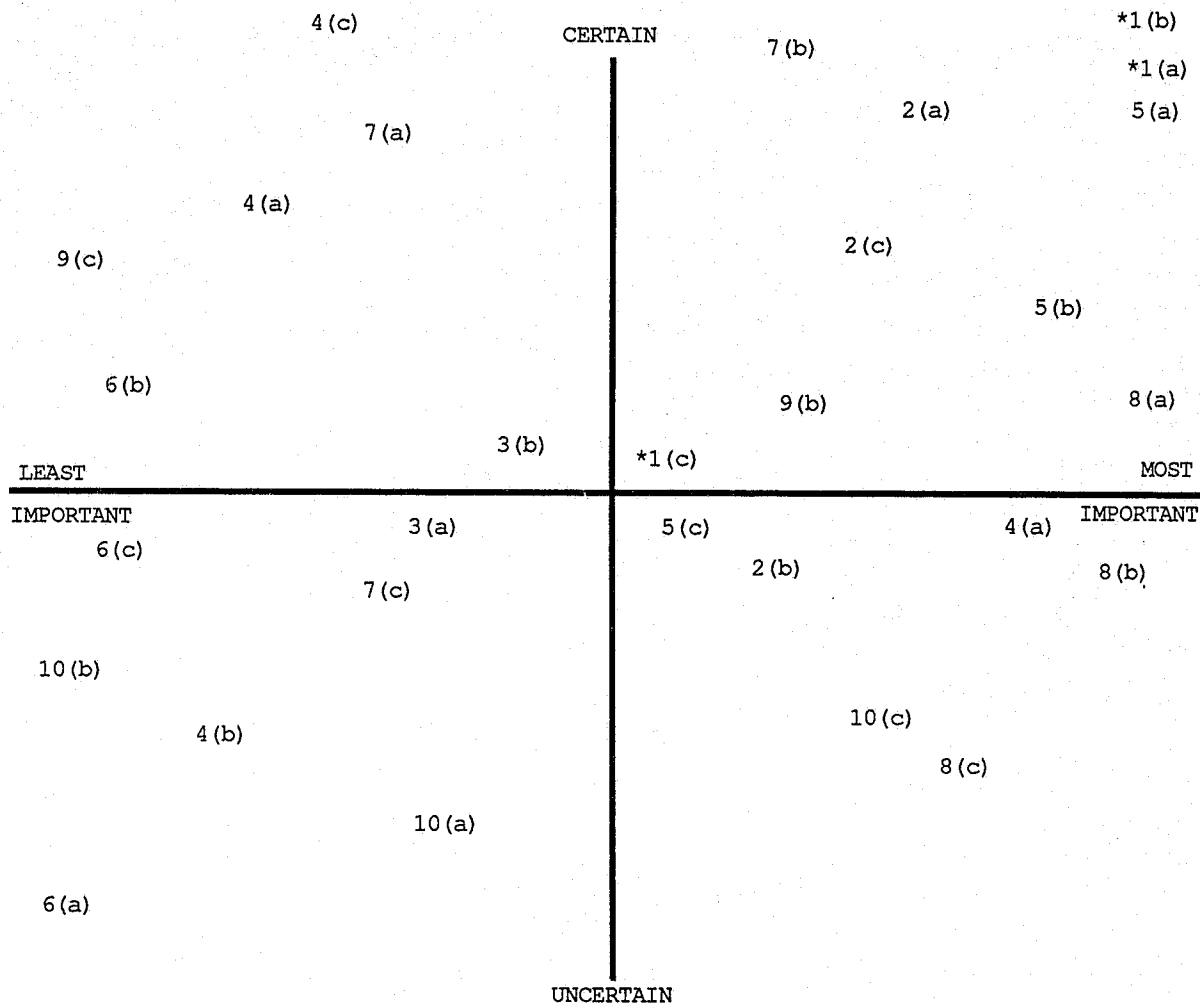 4(c) *1(b)
CERTAIN 7(b)
*1(a)
2(a) 5(a)
7(a)
4(a)
2(c)
9(c)
5(b)
6(b)
9(b) 8(a)
3(b) *1(c)
LEAST MOST
IMPORTANT IMPORTANT
3(a) 5(c) 4(a)
6(c)
2(b) 8(b)
7(c)
10(b)
10(c)
4(b)
8(c)
10(a)
6(a)
UNCERTAIN